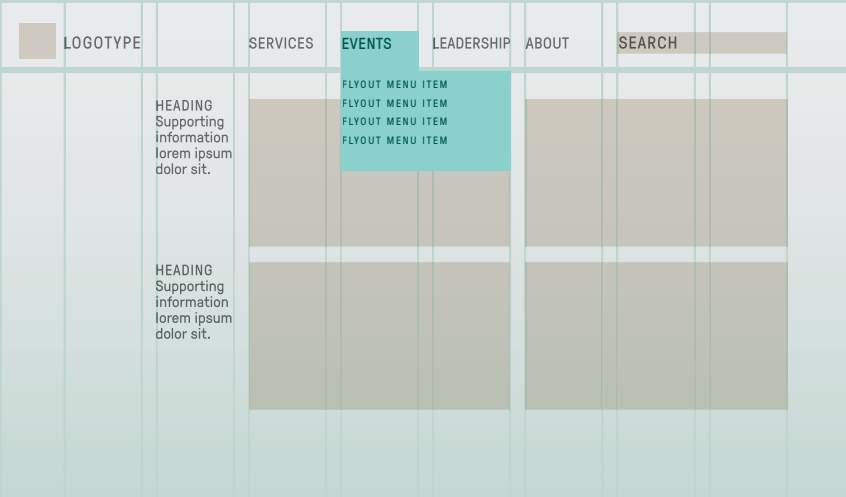 LOGOTYPE
SERVICES
EVENTS
LEADERSHIP
ABOUT
SEARCH
FLYOUT MENU ITEM
FLYOUT MENU ITEM
FLYOUT MENU ITEM
FLYOUT MENU ITEM
HEADING
Supporting
information
lorem ipsum
dolor sit.
HEADING
Supporting
information
lorem ipsum
dolor sit.